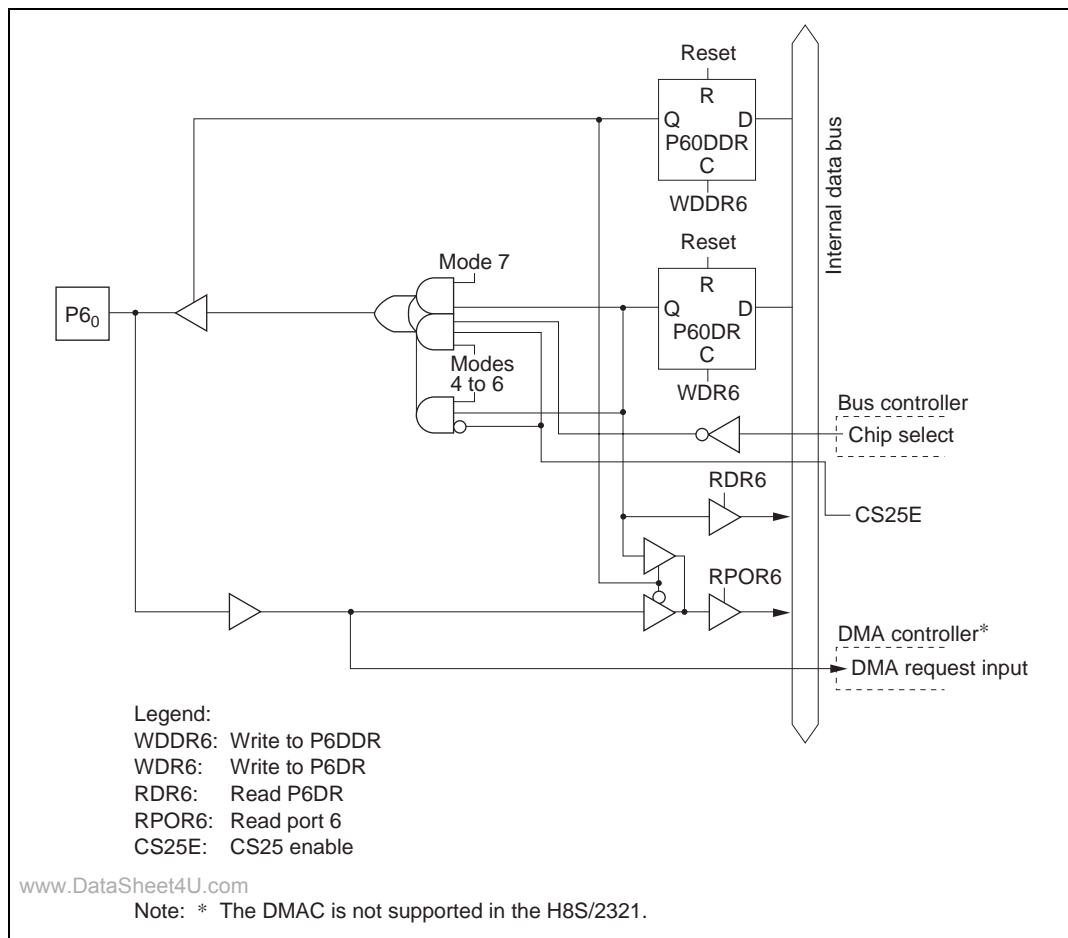 Reset
R
Q D
P60DDR
C
WDDR6
Internal data bus
Reset
R
Q D
P60DR
C
WDR6
Mode 7
P6₀
Modes
4 to 6
Bus controller
Chip select
RDR6
CS25E
RPOR6
DMA controller*
DMA request input
Legend:
WDDR6: Write to P6DDR
WDR6: Write to P6DR
RDR6: Read P6DR
RPOR6: Read port 6
CS25E: CS25 enable
www.DataSheet4U.com
Note: * The DMAC is not supported in the H8S/2321.